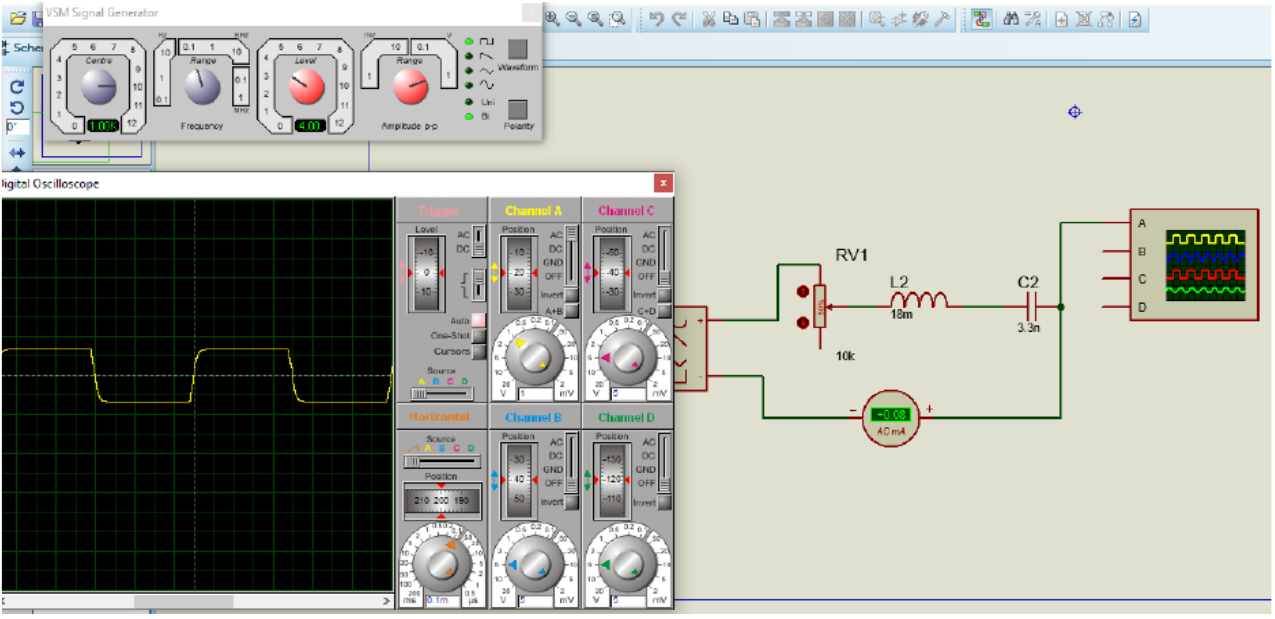 VSM Signal Generator
x
Sche
0°
Centre
0 1 2 3 4 5 6 7 8 9 10 11 12
1.00K
Hz
KHz
0.1 1 10
10
1
0.1
Range
0.1
1
MHz
Frequency
Level
0 1 2 3 4 5 6 7 8 9 10 11 12
4.00
mV
V
10 0.1
1
1
Range
Amplitude p-p
Waveform
Uni
Bi
Polarity
Digital Oscilloscope
x
Trigger
Level
-10
0
10
AC
DC
Auto
One-Shot
Cursors
Source
A B C D
Channel A
Position
-10
-20
-30
AC
DC
GND
OFF
Invert
A+B
V
1
mV
Channel C
Position
-50
-40
-30
AC
DC
GND
OFF
Invert
C+D
V
5
mV
Horizontal
Source
A B C D
Position
210 200 190
ms
0.1m
µs
Channel B
Position
-30
40
-50
AC
DC
GND
OFF
Invert
V
5
mV
Channel D
Position
-130
-120
-110
AC
DC
GND
OFF
Invert
V
5
mV
RV1
50%
10k
L2
18m
C2
3.3n
A
B
C
D
+
-
-
+0.08
+
AC mA